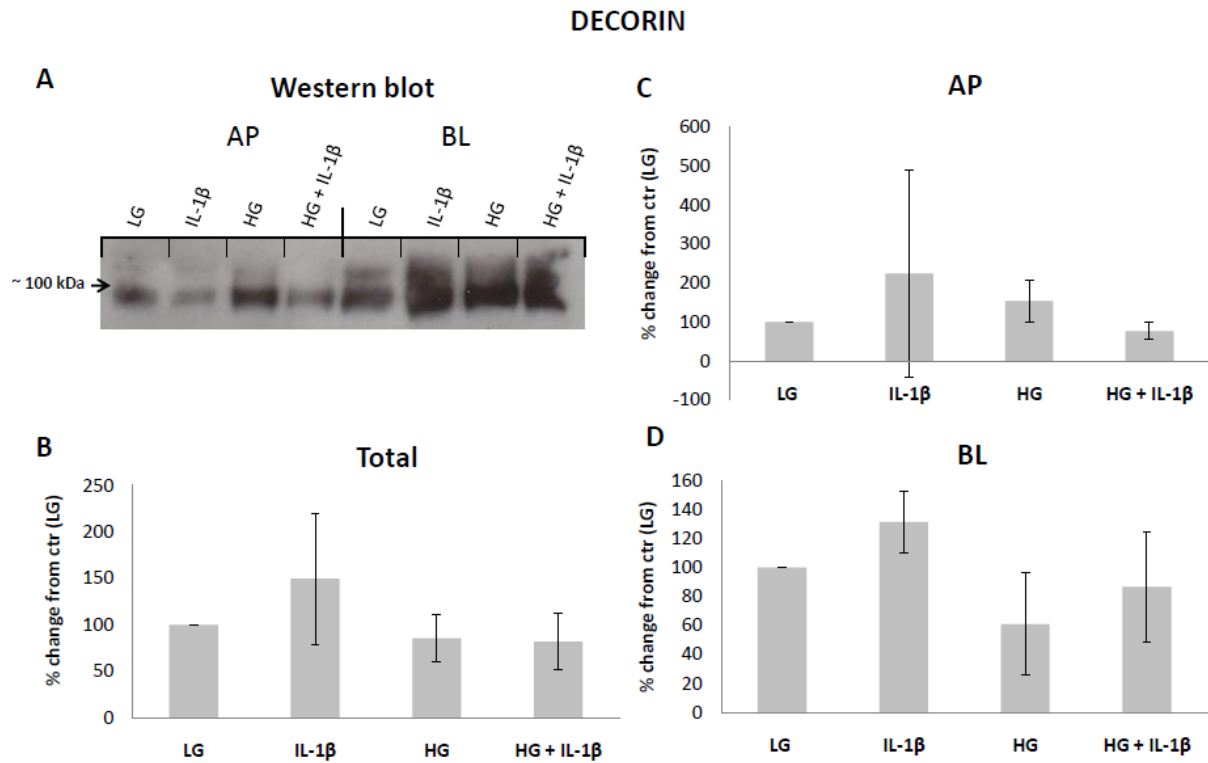 DECORIN
A
Western blot
AP
BL
LG
IL-1β
HG
HG + IL-1β
LG
IL-1β
HG
HG + IL-1β
~ 100 kDa
B
Total
% change from ctr (LG)
250
200
150
100
50
0
LG IL-1β HG HG + IL-1β
C
AP
% change from ctr (LG)
600
500
400
300
200
100
0
-100
LG IL-1β HG HG + IL-1β
D
BL
% change from ctr (LG)
160
140
120
100
80
60
40
20
0
LG IL-1β HG HG + IL-1β